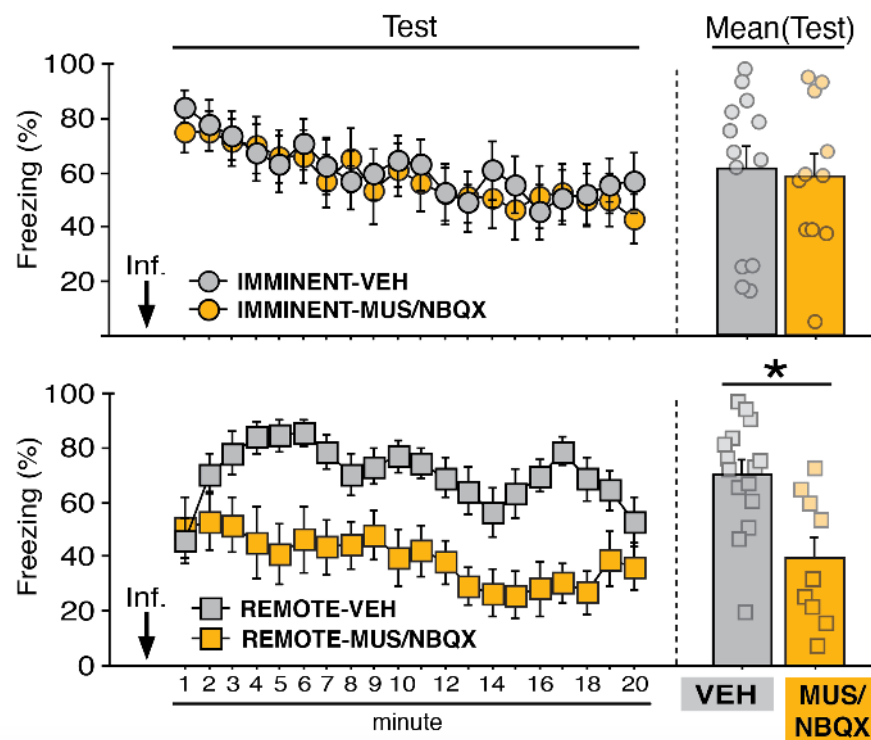 Test
Mean(Test)
Freezing (%)
100
80
60
40
20
Inf.
IMMINENT-VEH
IMMINENT-MUS/NBQX
Freezing (%)
100
80
60
40
20
0
Inf.
REMOTE-VEH
REMOTE-MUS/NBQX
*
1 2 3 4 5 6 7 8 9 10 12 14 16 18 20
minute
VEH
MUS/
NBQX